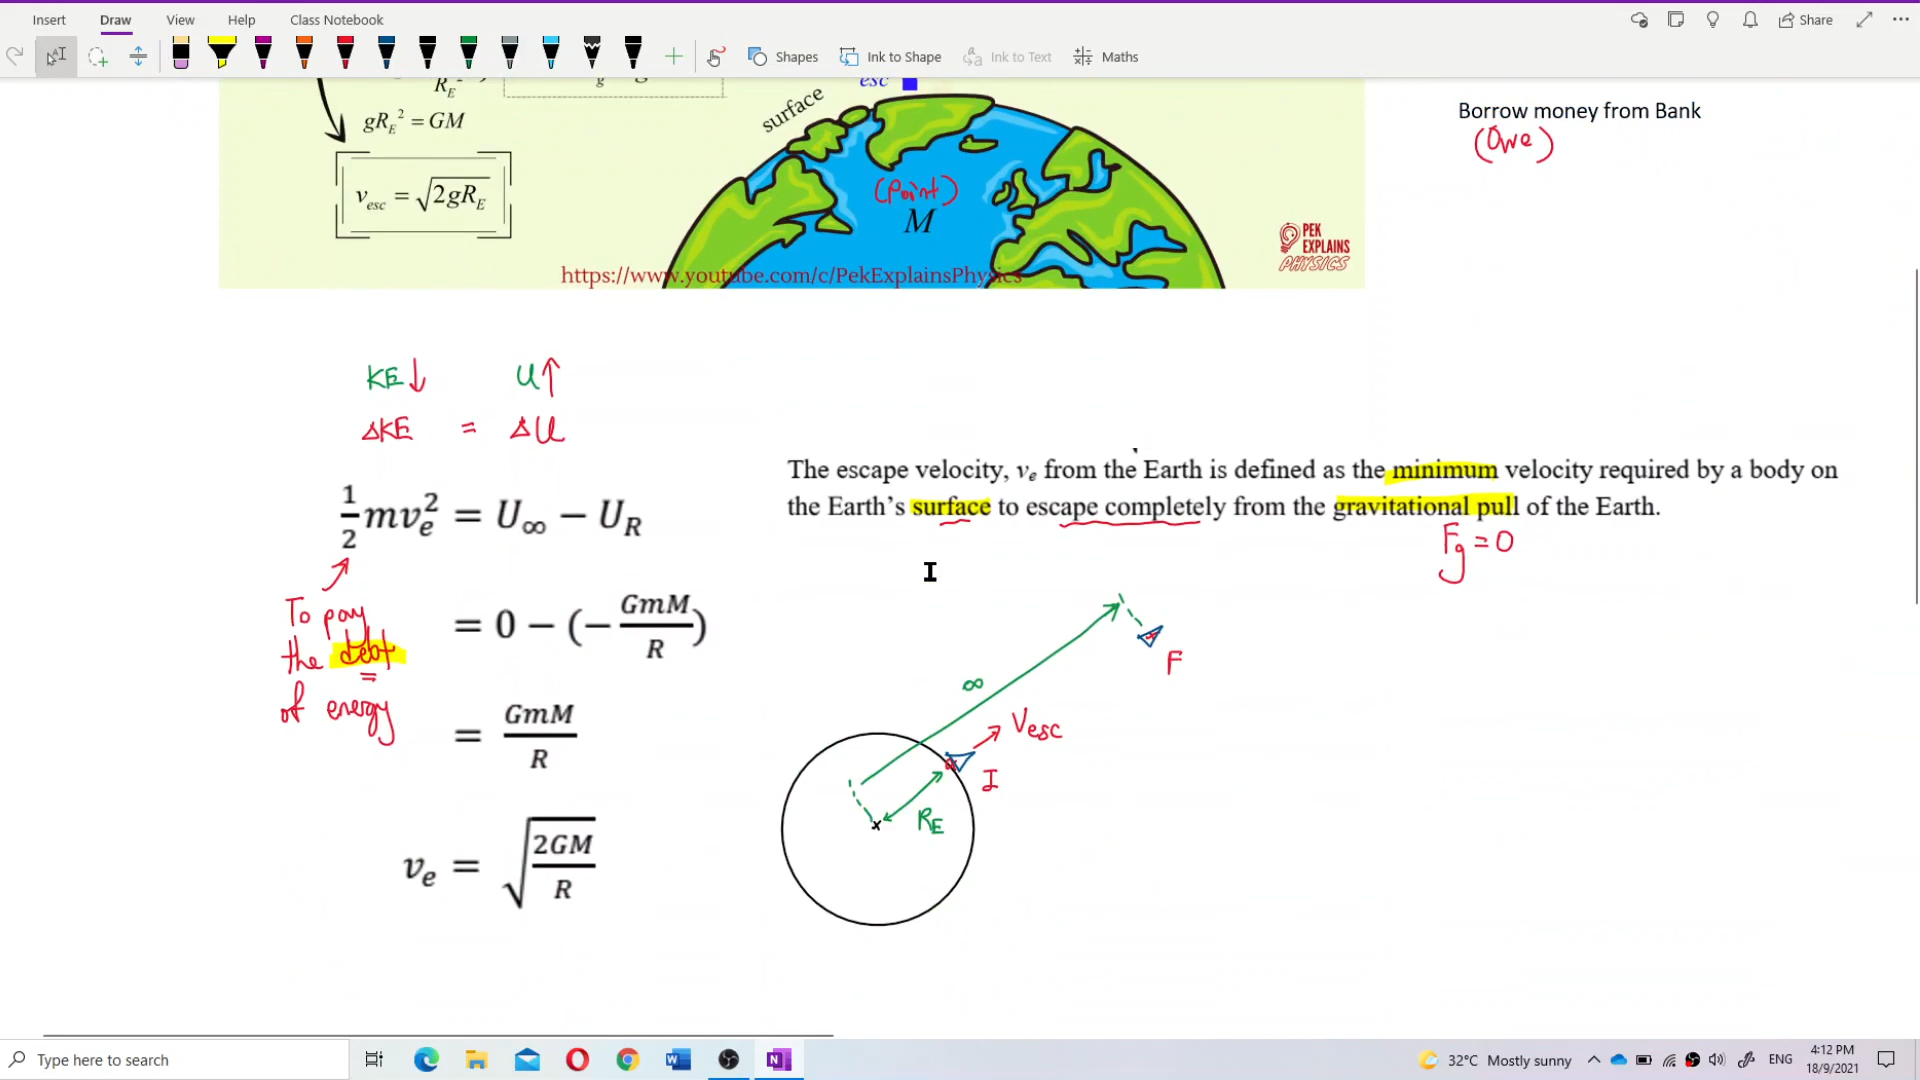 Insert Draw View Help Class Notebook Share
Shapes Ink to Shape Ink to Text Maths
R_E^2
g
esc
surface
gR_E^2 = GM
v_esc = √2gR_E
(Point)
M
PEK
EXPLAINS
PHYSICS
https://www.youtube.com/c/PekExplainsPhysics
Borrow money from Bank
(Owe)
KE↓ U↑
ΔKE = ΔU
1/2 mv_e^2 = U_∞ − U_R
To pay
the debt
of energy
= 0 − (− GmM/R)
= GmM/R
v_e = √(2GM/R)
The escape velocity, v_e from the Earth is defined as the minimum velocity required by a body on
the Earth's surface to escape completely from the gravitational pull of the Earth.
F_g = 0
∞
F
V_esc
I
R_E
Type here to search
32°C Mostly sunny
ENG
4:12 PM
18/9/2021